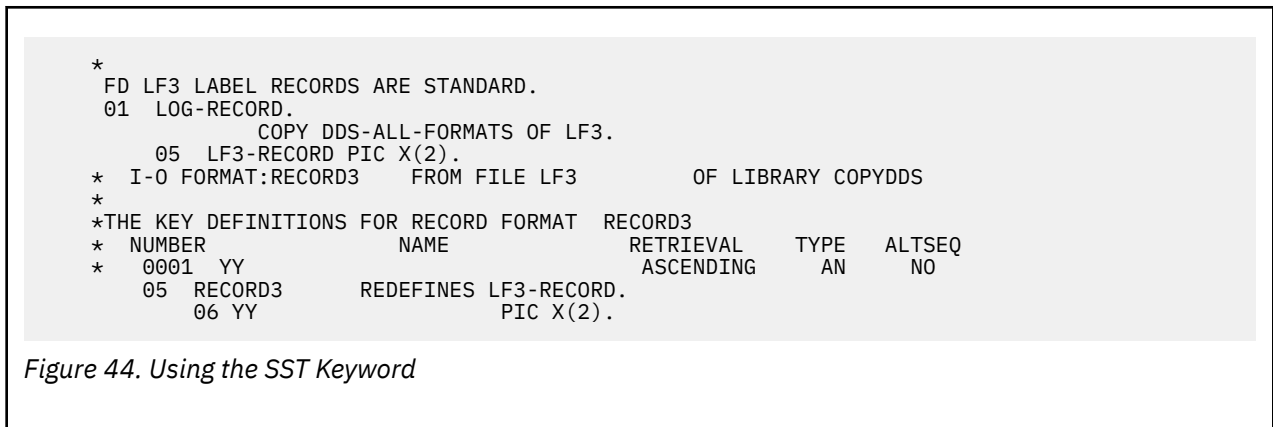 *
 FD LF3 LABEL RECORDS ARE STANDARD.
 01  LOG-RECORD.
             COPY DDS-ALL-FORMATS OF LF3.
     05  LF3-RECORD PIC X(2).
*  I-O FORMAT:RECORD3    FROM FILE LF3          OF LIBRARY COPYDDS
*
*THE KEY DEFINITIONS FOR RECORD FORMAT  RECORD3
*  NUMBER                NAME                RETRIEVAL     TYPE    ALTSEQ
*   0001  YY                                  ASCENDING     AN      NO
    05  RECORD3       REDEFINES LF3-RECORD.
        06 YY                    PIC X(2).
Figure 44. Using the SST Keyword